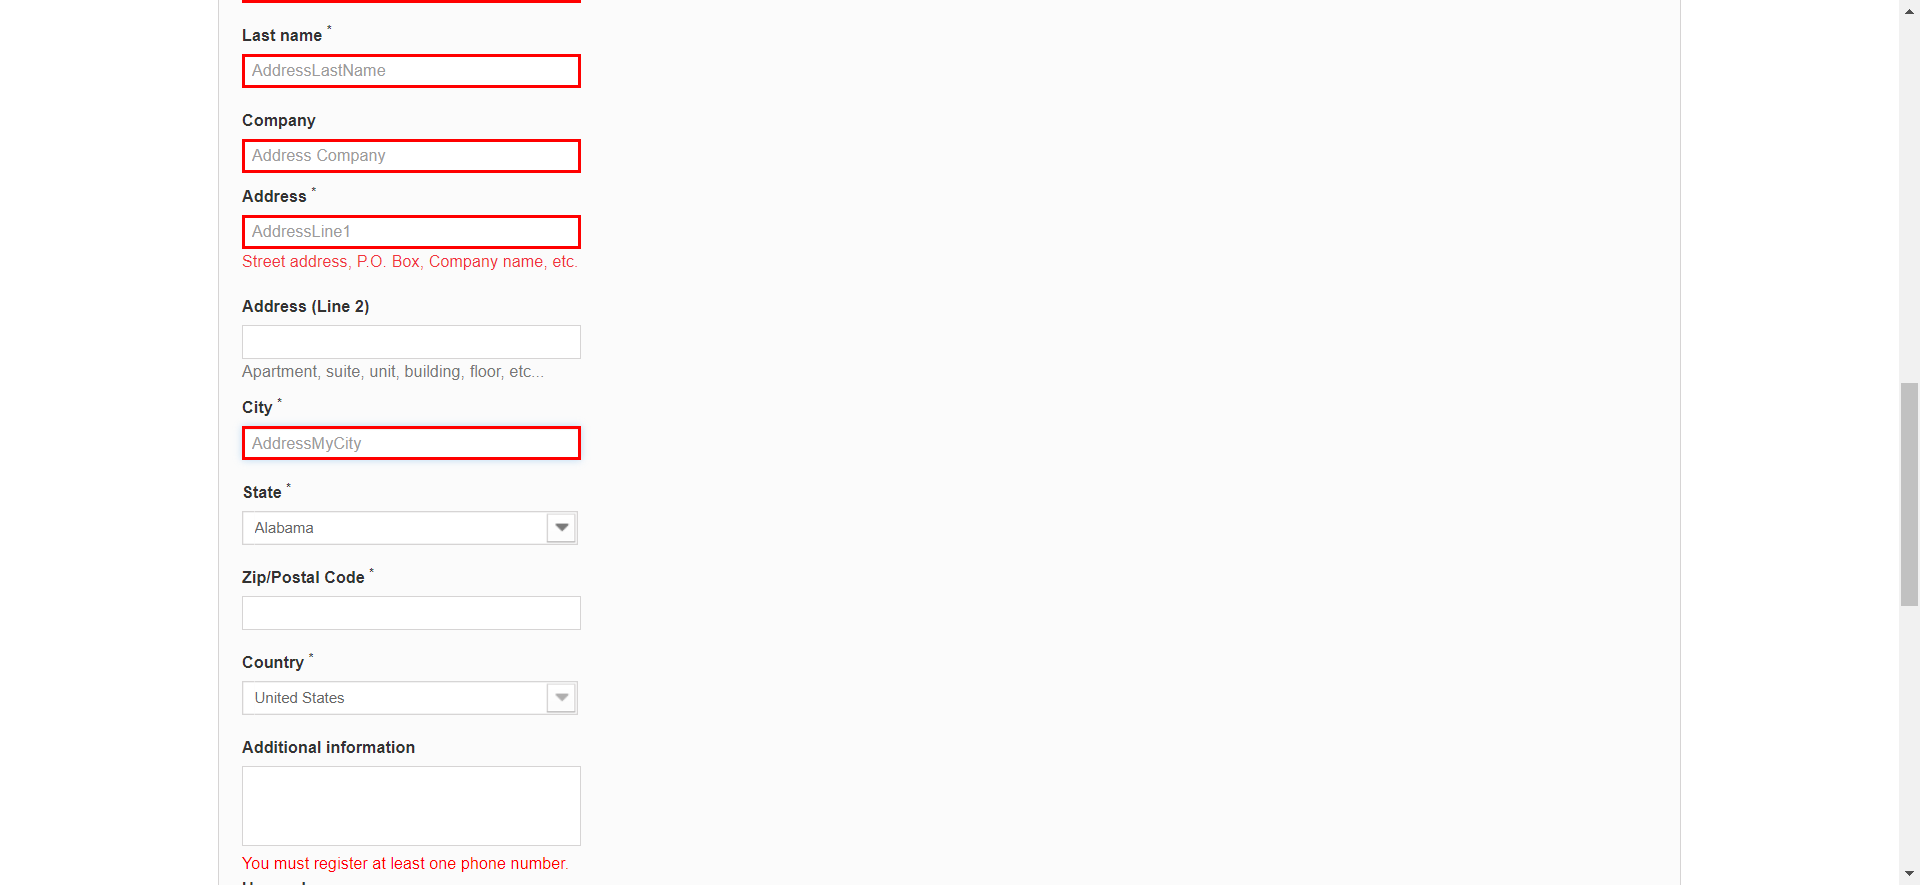 Last name *
AddressLastName
Company
Address Company
Address *
AddressLine1
Street address, P.O. Box, Company name, etc.
Address (Line 2)
Apartment, suite, unit, building, floor, etc...
City *
AddressMyCity
State *
Alabama
Zip/Postal Code *
Country *
United States
Additional information
You must register at least one phone number.